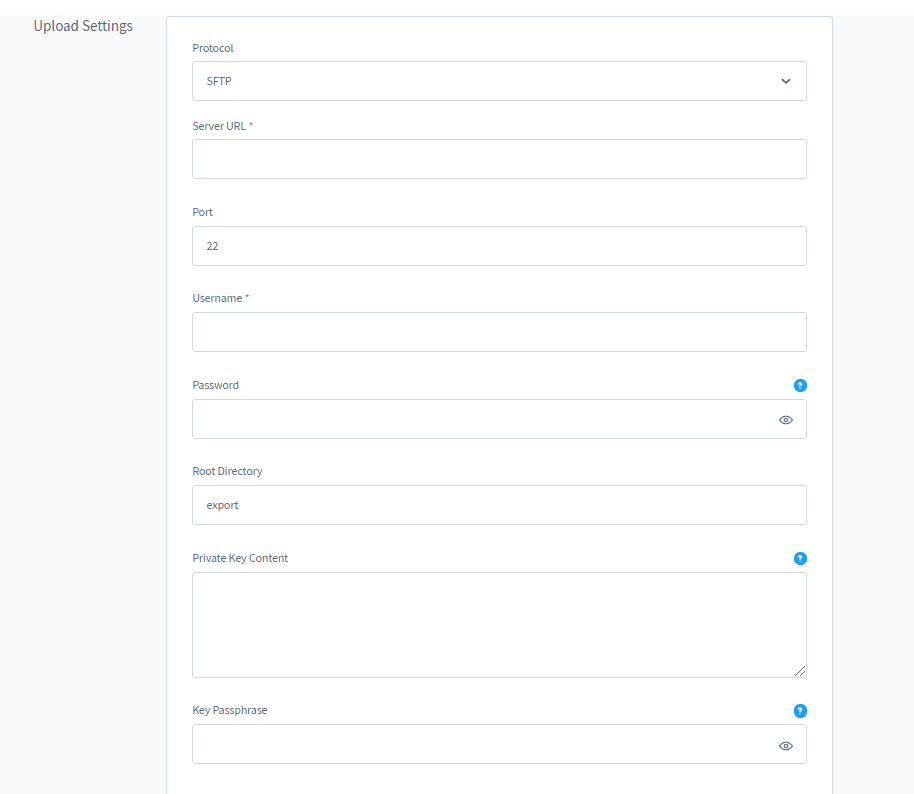 Upload Settings
Protocol
SFTP
Server URL *
Port
22
Username *
Password
?
Root Directory
export
Private Key Content
?
Key Passphrase
?